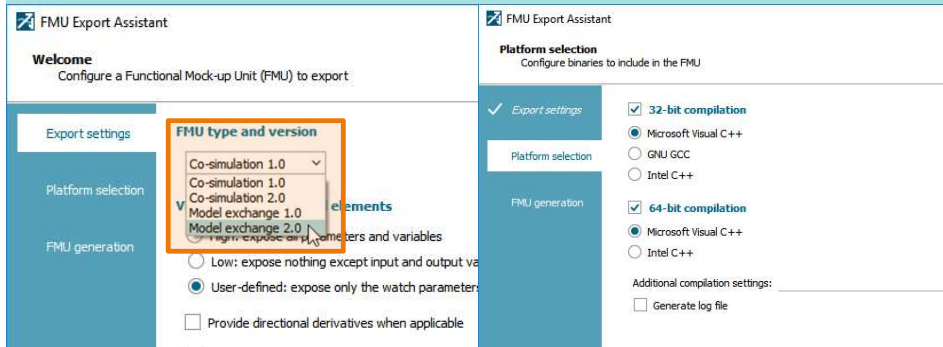 FMU Export Assistant
Welcome
Configure a Functional Mock-up Unit (FMU) to export
Export settings
Platform selection
FMU generation
FMU type and version
Co-simulation 1.0
Co-simulation 1.0
Co-simulation 2.0
Model exchange 1.0
Model exchange 2.0
elements
High: expose all parameters and variables
Low: expose nothing except input and output va
User-defined: expose only the watch parameters
Provide directional derivatives when applicable
FMU Export Assistant
Platform selection
Configure binaries to include in the FMU
Export settings
Platform selection
FMU generation
32-bit compilation
Microsoft Visual C++
GNU GCC
Intel C++
64-bit compilation
Microsoft Visual C++
Intel C++
Additional compilation settings:
Generate log file